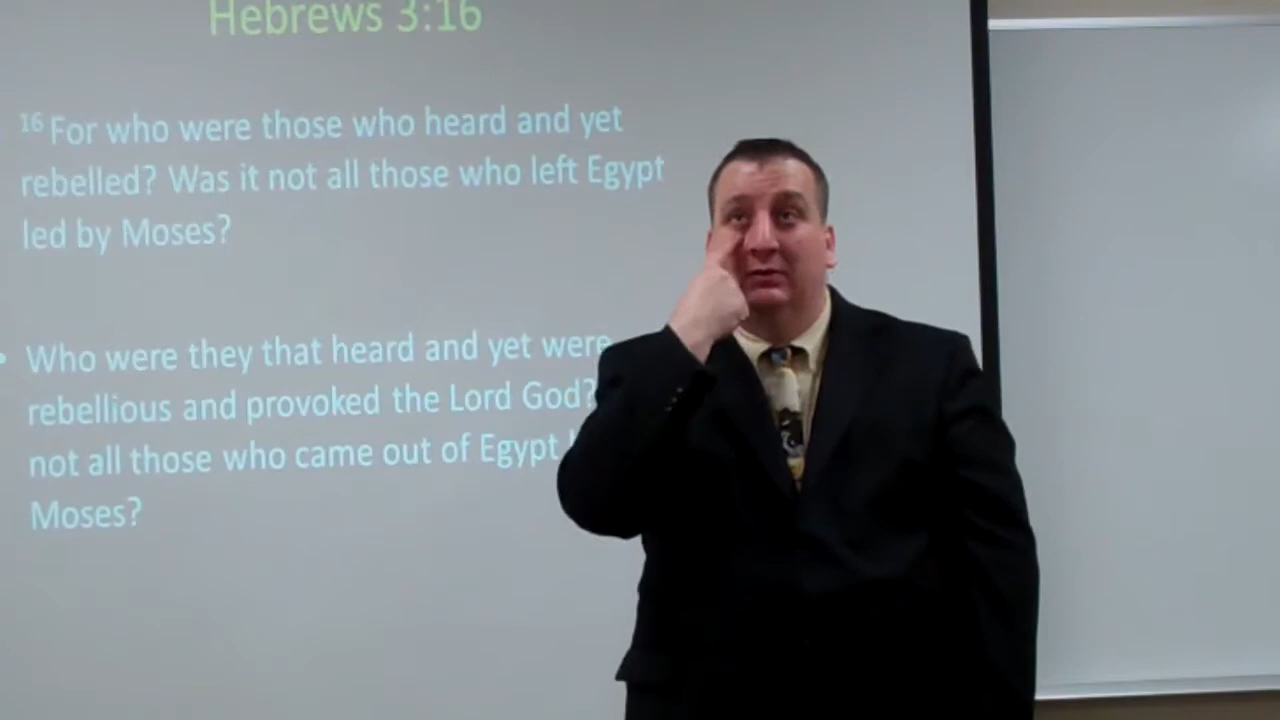 Hebrews 3:16
16 For who were those who heard and yet
rebelled? Was it not all those who left Egypt
led by Moses?
Who were they that heard and yet were
rebellious and provoked the Lord God?
not all those who came out of Egypt
Moses?